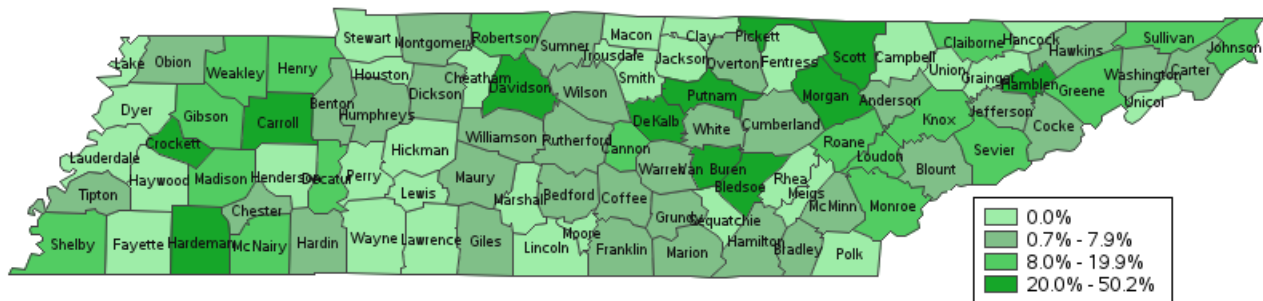 Stewart
Montgomery
Robertson
Sumner
Macon
Clay
Pickett
Scott
Campbell
Claiborne
Hancock
Hawkins
Sullivan
Johnson
Lake
Obion
Weakley
Henry
Houston
Cheatham
Trousdale
Jackson
Overton
Fentress
Union
Grainger
Washington
Carter
Dickson
Davidson
Wilson
Smith
Putnam
Morgan
Anderson
Hamblen
Greene
Unicol
Dyer
Gibson
Carroll
Benton
Humphreys
DeKalb
White
Cumberland
Knox
Jefferson
Cocke
Crockett
Williamson
Rutherford
Cannon
Roane
Sevier
Lauderdale
Haywood
Madison
Henderson
Decatur
Perry
Hickman
Maury
Warren
Van Buren
Bledsoe
Rhea
Loudon
Blount
Tipton
Chester
Lewis
Marshall
Bedford
Coffee
Grundy
Sequatchie
Meigs
McMinn
Monroe
Shelby
Fayette
Hardeman
McNairy
Hardin
Wayne
Lawrence
Giles
Lincoln
Moore
Franklin
Marion
Hamilton
Bradley
Polk
0.0%
0.7% - 7.9%
8.0% - 19.9%
20.0% - 50.2%